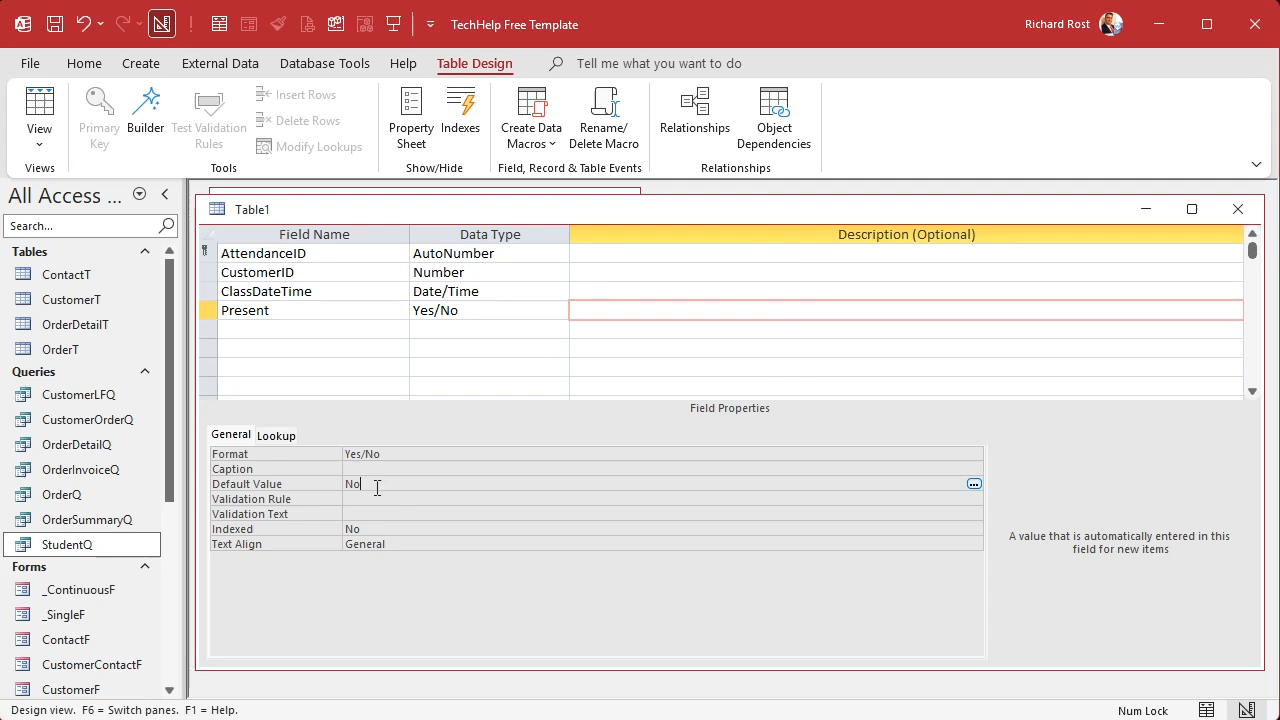 TechHelp Free Template
Richard Rost
File Home Create External Data Database Tools Help Table Design Tell me what you want to do
View
Primary Key
Builder
Test Validation Rules
Insert Rows
Delete Rows
Modify Lookups
Property Sheet
Indexes
Create Data Macros
Rename/ Delete Macro
Relationships
Object Dependencies
Views Tools Show/Hide Field, Record & Table Events Relationships
All Access ...
Search...
Tables
ContactT
CustomerT
OrderDetailT
OrderT
Queries
CustomerLFQ
CustomerOrderQ
OrderDetailQ
OrderInvoiceQ
OrderQ
OrderSummaryQ
StudentQ
Forms
_ContinuousF
_SingleF
ContactF
CustomerContactF
CustomerF
Table1
Field Name Data Type Description (Optional)
AttendanceID AutoNumber
CustomerID Number
ClassDateTime Date/Time
Present Yes/No
Field Properties
General Lookup
Format Yes/No
Caption
Default Value No
Validation Rule
Validation Text
Indexed No
Text Align General
A value that is automatically entered in this
field for new items
Design view. F6 = Switch panes. F1 = Help.
Num Lock